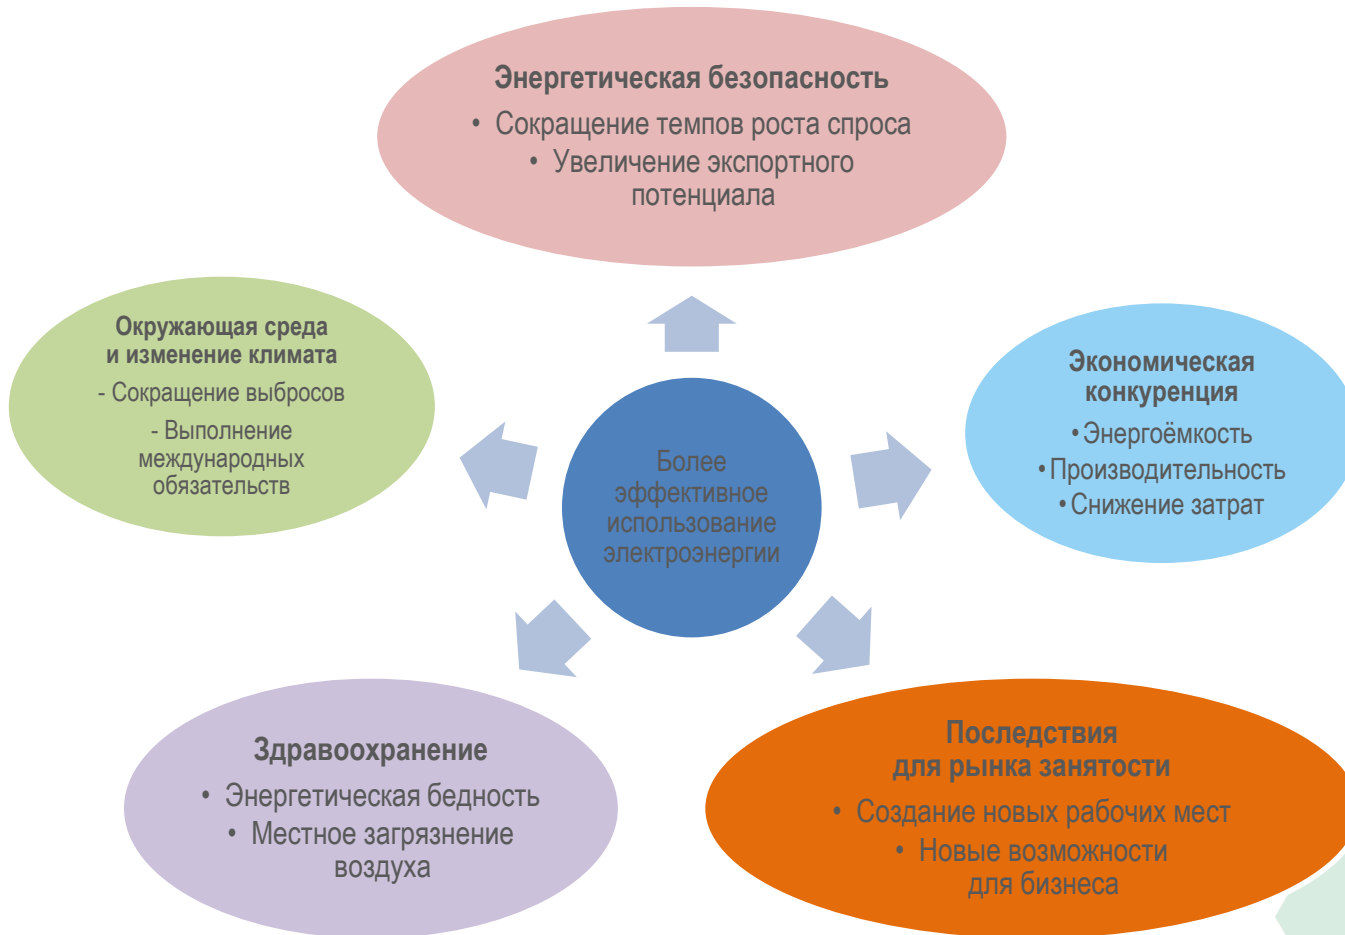 Энергетическая безопасность
• Сокращение темпов роста спроса
• Увеличение экспортного
потенциала
Окружающая среда
и изменение климата
- Сокращение выбросов
- Выполнение
международных
обязательств
Экономическая
конкуренция
• Энергоёмкость
• Производительность
• Снижение затрат
Более
эффективное
использование
электроэнергии
Здравоохранение
• Энергетическая бедность
• Местное загрязнение
воздуха
Последствия
для рынка занятости
• Создание новых рабочих мест
• Новые возможности
для бизнеса